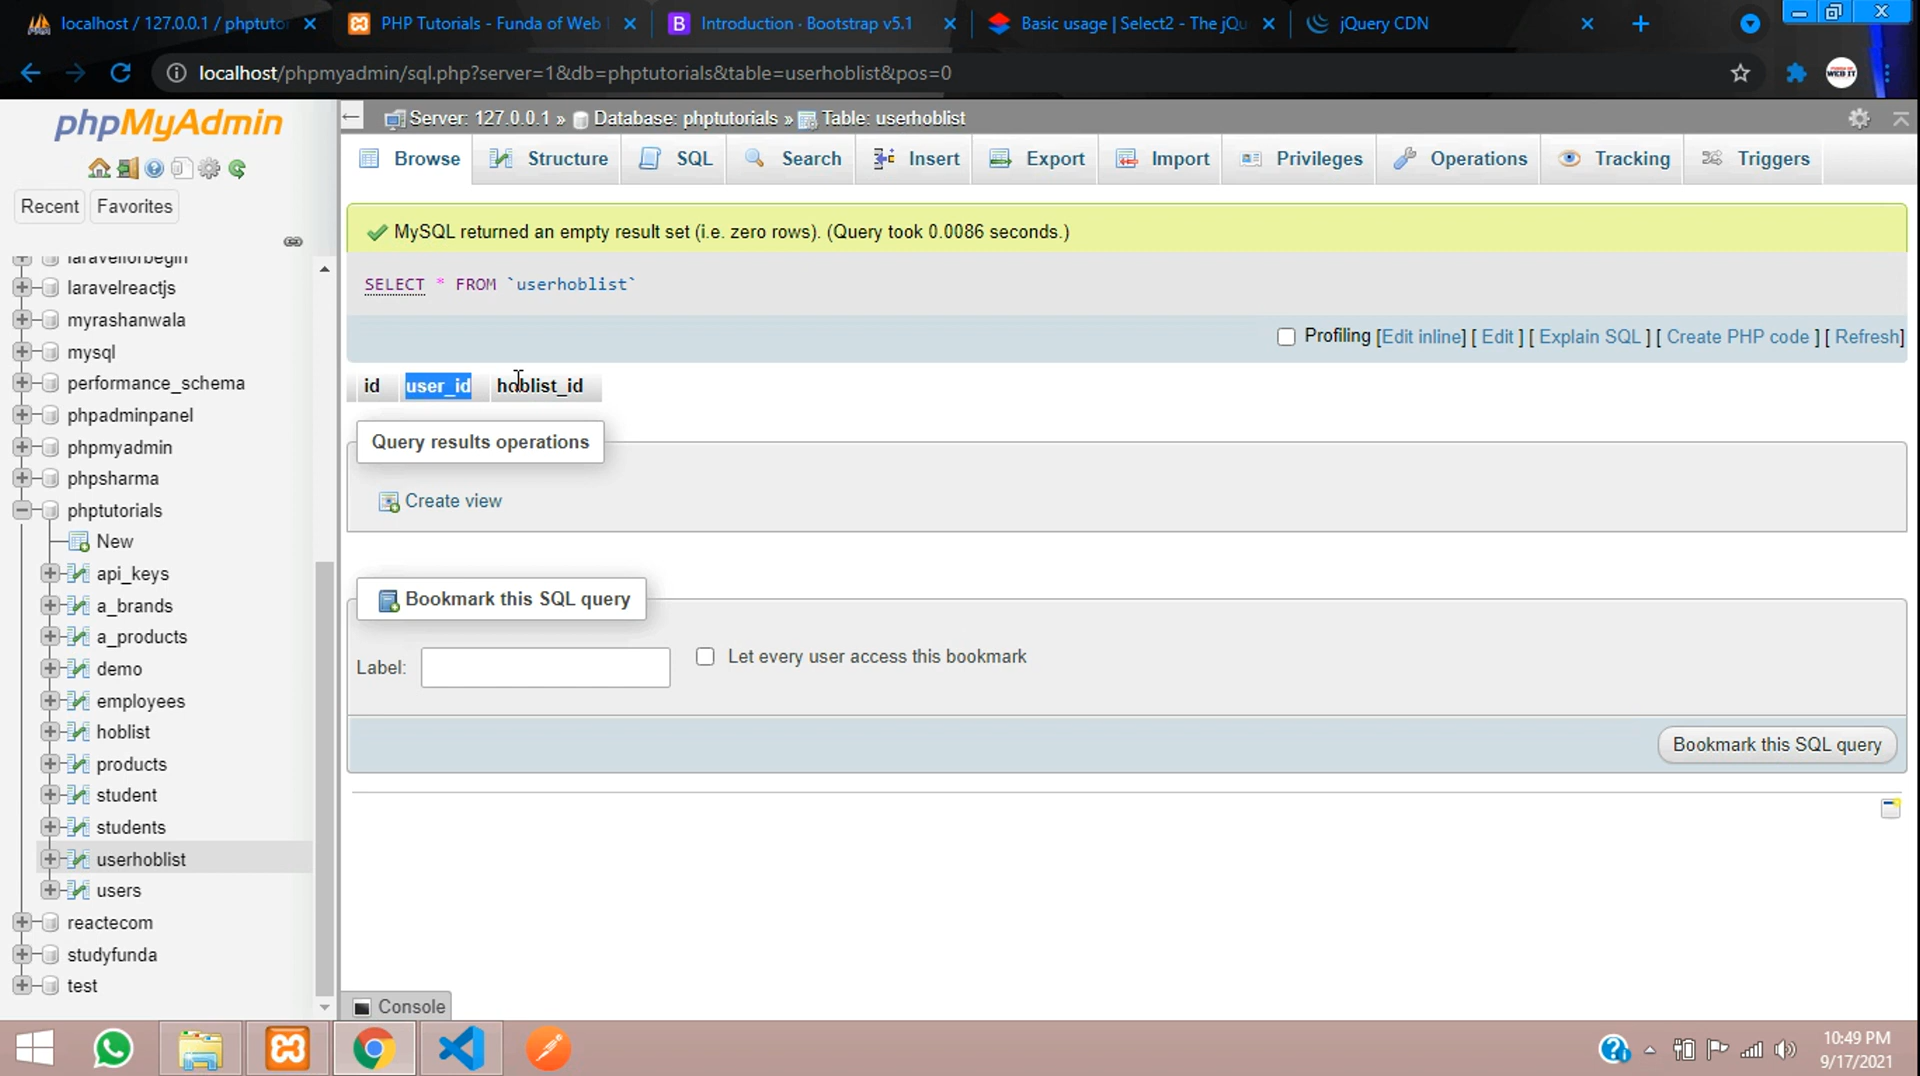 localhost / 127.0.0.1 / phptutor
PHP Tutorials - Funda of Web
Introduction · Bootstrap v5.1
Basic usage | Select2 - The jQu
jQuery CDN
localhost/phpmyadmin/sql.php?server=1&db=phptutorials&table=userhoblist&pos=0
phpMyAdmin
Server: 127.0.0.1 » Database: phptutorials » Table: userhoblist
Browse
Structure
SQL
Search
Insert
Export
Import
Privileges
Operations
Tracking
Triggers
Recent
Favorites
laravelforbegin
laravelreactjs
myrashanwala
mysql
performance_schema
phpadminpanel
phpmyadmin
phpsharma
phptutorials
New
api_keys
a_brands
a_products
demo
employees
hoblist
products
student
students
userhoblist
users
reactecom
studyfunda
test
MySQL returned an empty result set (i.e. zero rows). (Query took 0.0086 seconds.)
SELECT * FROM `userhoblist`
Profiling [Edit inline] [ Edit ] [ Explain SQL ] [ Create PHP code ] [ Refresh]
id user_id hoblist_id
Query results operations
Create view
Bookmark this SQL query
Label:
Let every user access this bookmark
Bookmark this SQL query
Console
10:49 PM
9/17/2021